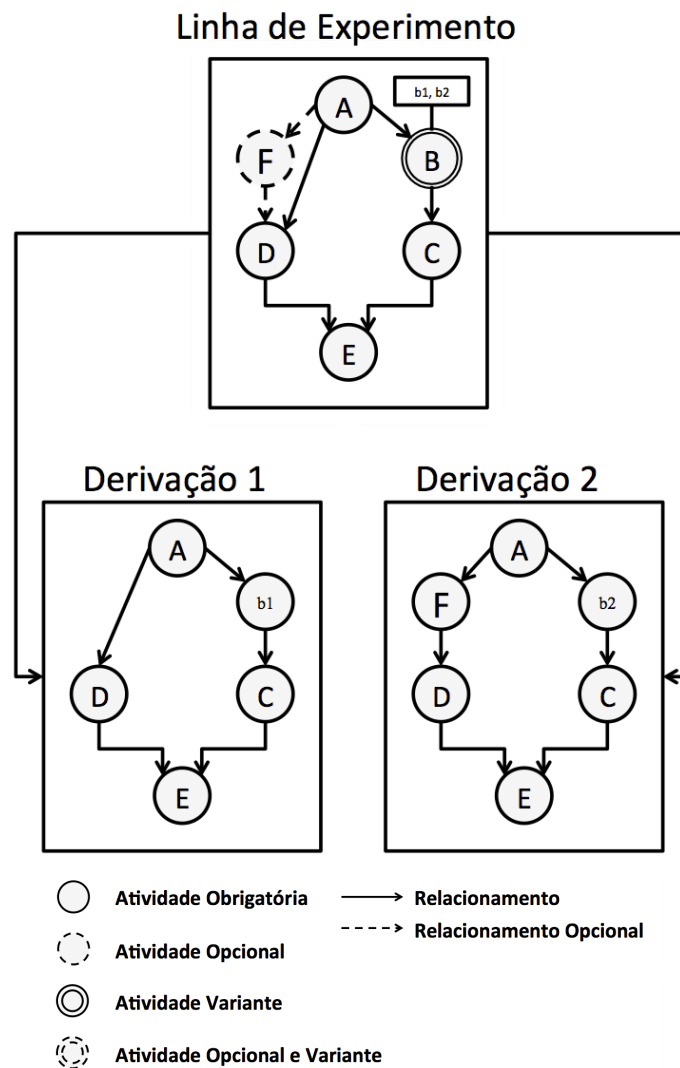 Linha de Experimento
A
b1, b2
F
B
D
C
E
Derivação 1
A
b1
D
C
E
Derivação 2
A
F
b2
D
C
E
Atividade Obrigatória
Relacionamento
Relacionamento Opcional
Atividade Opcional
Atividade Variante
Atividade Opcional e Variante